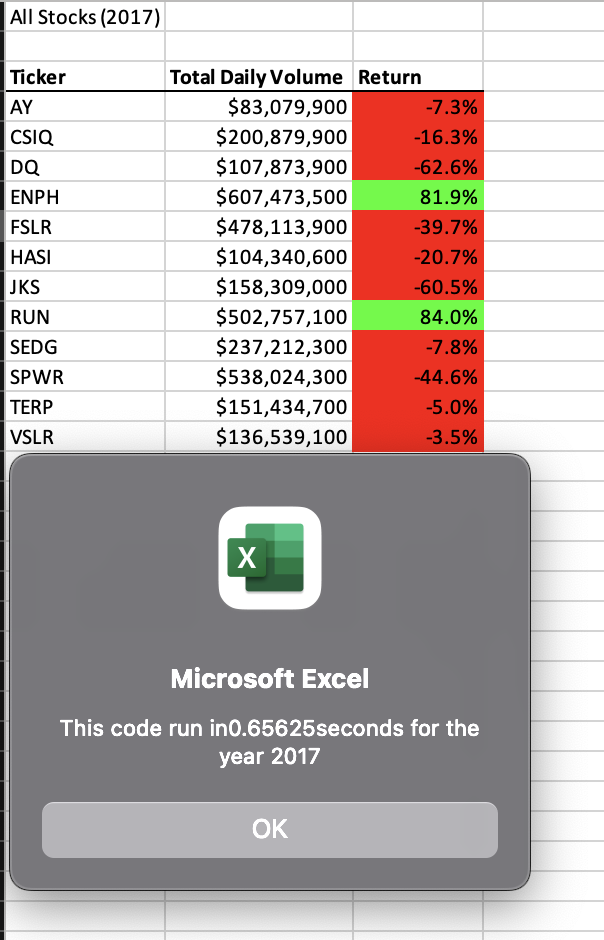 All Stocks (2017)
Ticker Total Daily Volume Return
AY $83,079,900 -7.3%
CSIQ $200,879,900 -16.3%
DQ $107,873,900 -62.6%
ENPH $607,473,500 81.9%
FSLR $478,113,900 -39.7%
HASI $104,340,600 -20.7%
JKS $158,309,000 -60.5%
RUN $502,757,100 84.0%
SEDG $237,212,300 -7.8%
SPWR $538,024,300 -44.6%
TERP $151,434,700 -5.0%
VSLR $136,539,100 -3.5%
X
Microsoft Excel
This code run in0.65625seconds for the
year 2017
OK